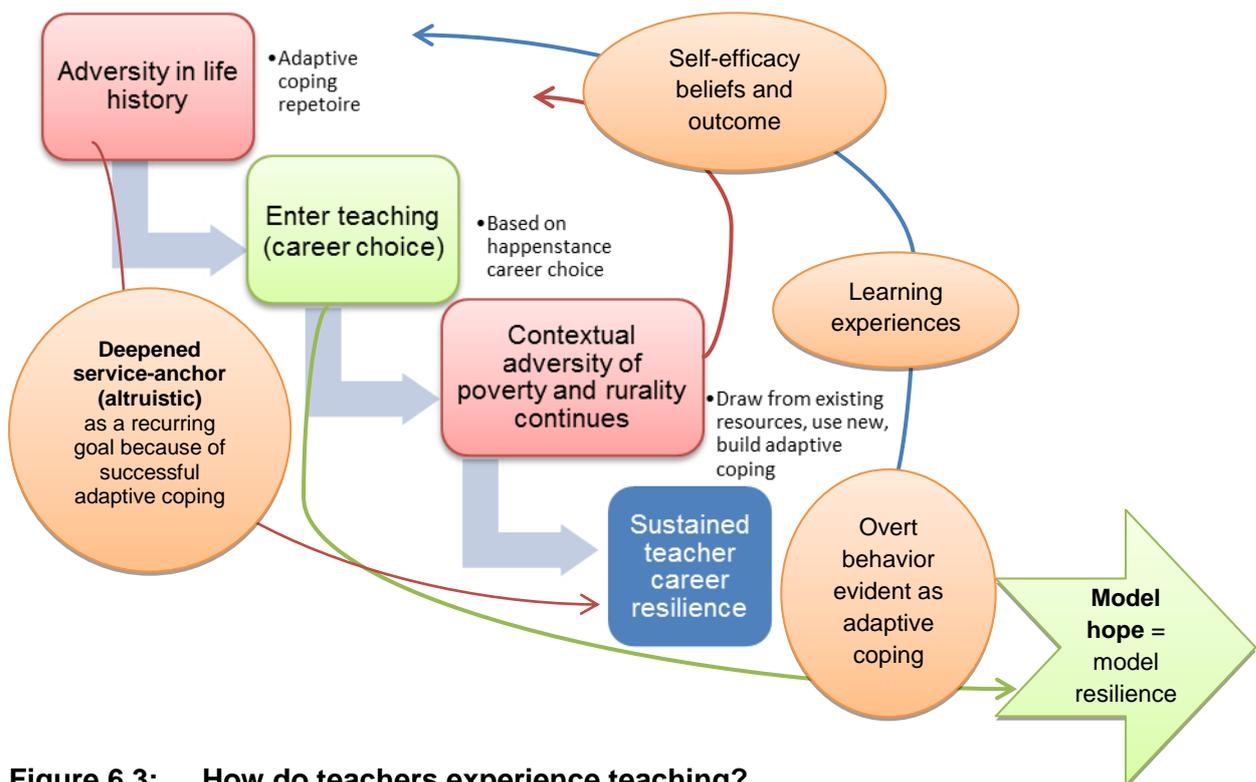 Adversity in life
history
•Adaptive
coping
repetoire
Self-efficacy
beliefs and
outcome
Enter teaching
(career choice)
•Based on
happenstance
career choice
Learning
experiences
Contextual
adversity of
poverty and rurality
continues
•Draw from existing
resources, use new,
build adaptive
coping
Deepened
service-anchor
(altruistic)
as a recurring
goal because of
successful
adaptive coping
Sustained
teacher
career
resilience
Overt
behavior
evident as
adaptive
coping
Model
hope =
model
resilience
Figure 6.3: How do teachers experience teaching?